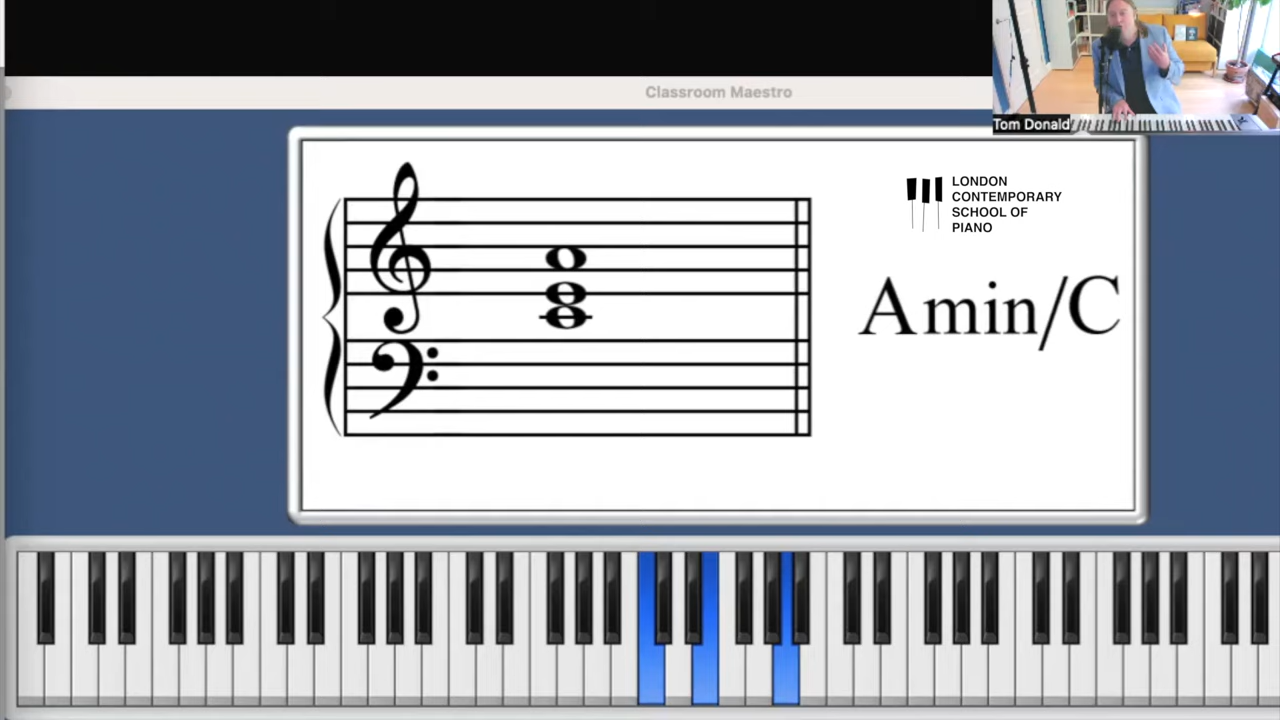 Classroom Maestro
Tom Donald
LONDON
CONTEMPORARY
SCHOOL OF
PIANO
Amin/C